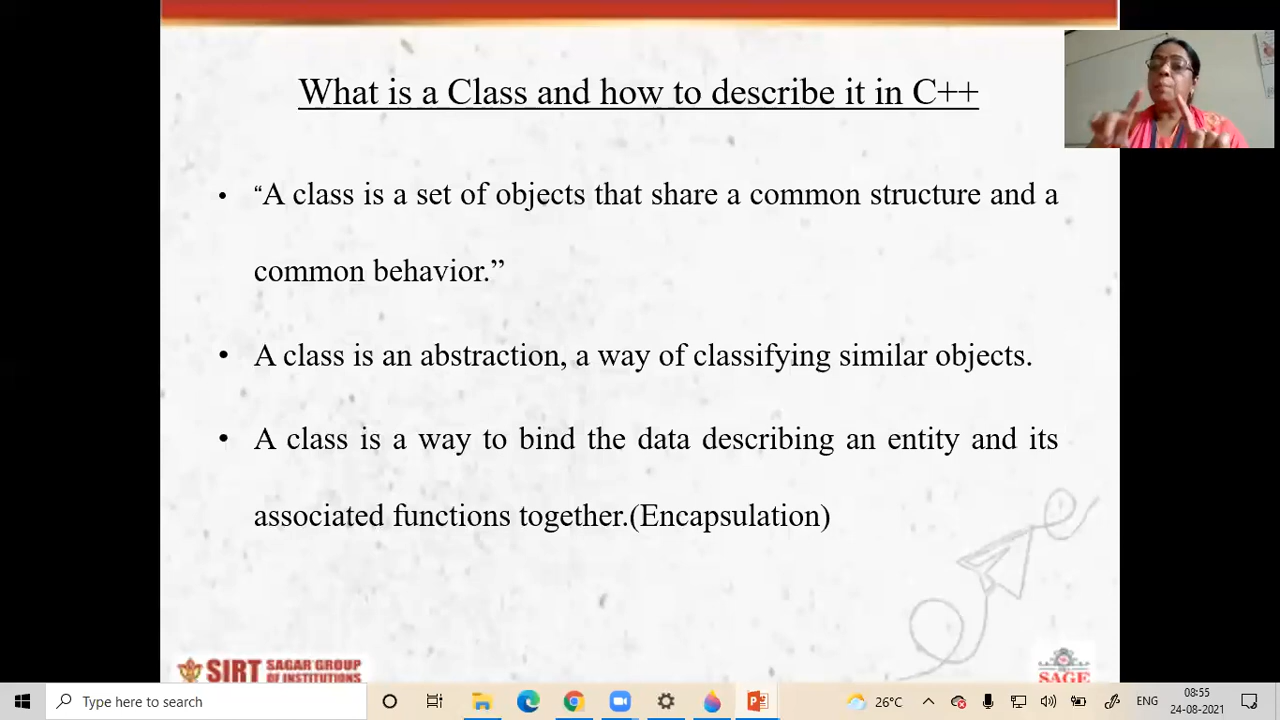 What is a Class and how to describe it in C++
• “A class is a set of objects that share a common structure and a
common behavior.”
• A class is an abstraction, a way of classifying similar objects.
• A class is a way to bind the data describing an entity and its
associated functions together.(Encapsulation)
SIRT SAGAR GROUP
OF INSTITUTIONS
SAGE
Type here to search
26°C
ENG
08:55
24-08-2021